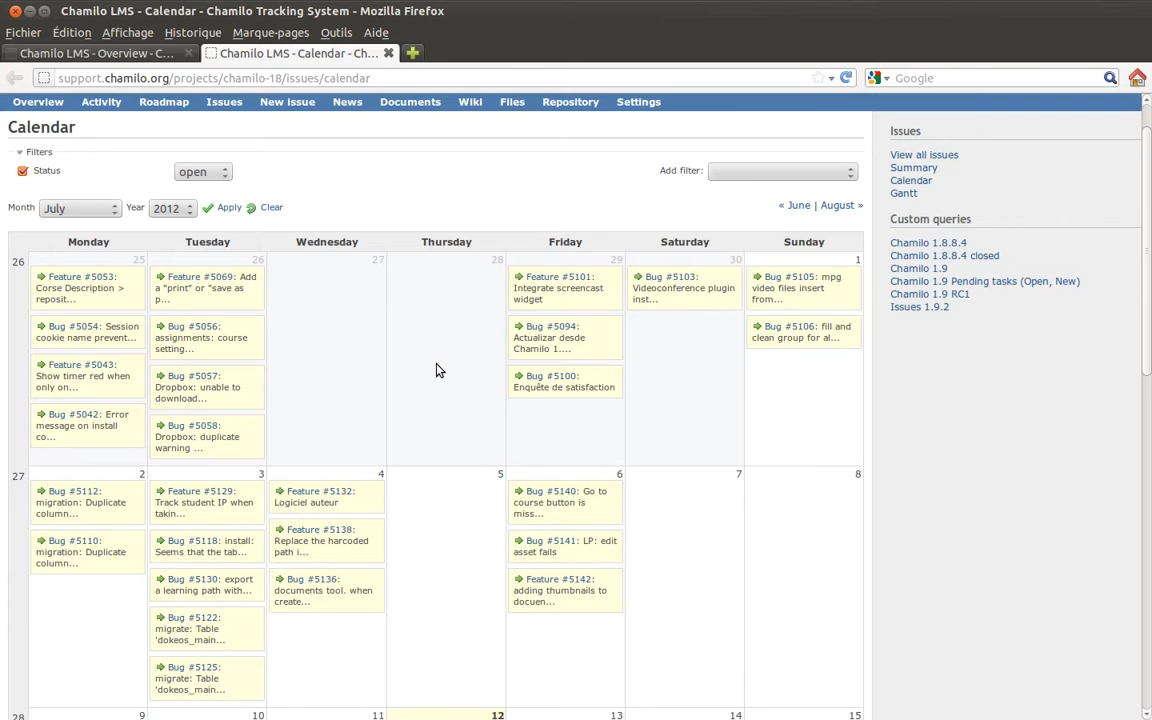 Chamilo LMS - Calendar - Chamilo Tracking System - Mozilla Firefox
Fichier Édition Affichage Historique Marque-pages Outils Aide
Chamilo LMS - Overview - C... Chamilo LMS - Calendar - Ch...
support.chamilo.org/projects/chamilo-18/issues/calendar Google
Overview Activity Roadmap Issues New issue News Documents Wiki Files Repository Settings
Calendar
Filters
Status open Add filter:
Month July Year 2012 Apply Clear « June | August »
Monday Tuesday Wednesday Thursday Friday Saturday Sunday
26
25
Feature #5053:
Corse Description >
reposit...
Bug #5054: Session
cookie name prevent...
Feature #5043:
Show timer red when
only on...
Bug #5042: Error
message on install
co...
26
Feature #5069: Add
a "print" or "save as
p...
Bug #5056:
assignments: course
setting...
Bug #5057:
Dropbox: unable to
download...
Bug #5058:
Dropbox: duplicate
warning ...
27
28
29
Feature #5101:
Integrate screencast
widget
Bug #5094:
Actualizar desde
Chamilo 1....
Bug #5100:
Enquête de satisfaction
30
Bug #5103:
Videoconference plugin
inst...
1
Bug #5105: mpg
video files insert
from...
Bug #5106: fill and
clean group for al...
27
2
Bug #5112:
migration: Duplicate
column...
Bug #5110:
migration: Duplicate
column...
3
Feature #5129:
Track student IP when
takin...
Bug #5118: install:
Seems that the tab...
Bug #5130: export
a learning path with...
Bug #5122:
migrate: Table
'dokeos_main...
Bug #5125:
migrate: Table
'dokeos_main...
4
Feature #5132:
Logiciel auteur
Feature #5138:
Replace the harcoded
path i...
Bug #5136:
documents tool. when
create...
5
6
Bug #5140: Go to
course button is
miss...
Bug #5141: LP: edit
asset fails
Feature #5142:
adding thumbnails to
docuen...
7
8
28
9 10 11 12 13 14 15
Issues
View all issues
Summary
Calendar
Gantt
Custom queries
Chamilo 1.8.8.4
Chamilo 1.8.8.4 closed
Chamilo 1.9
Chamilo 1.9 Pending tasks (Open, New)
Chamilo 1.9 RC1
Issues 1.9.2